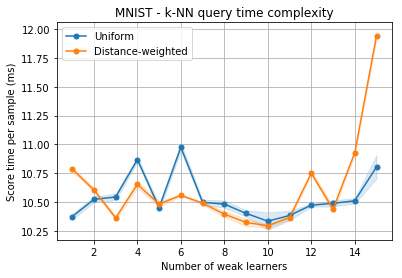 MNIST - k-NN query time complexity
Uniform
Distance-weighted
Score time per sample (ms)
12.00
11.75
11.50
11.25
11.00
10.75
10.50
10.25
2 4 6 8 10 12 14
Number of weak learners